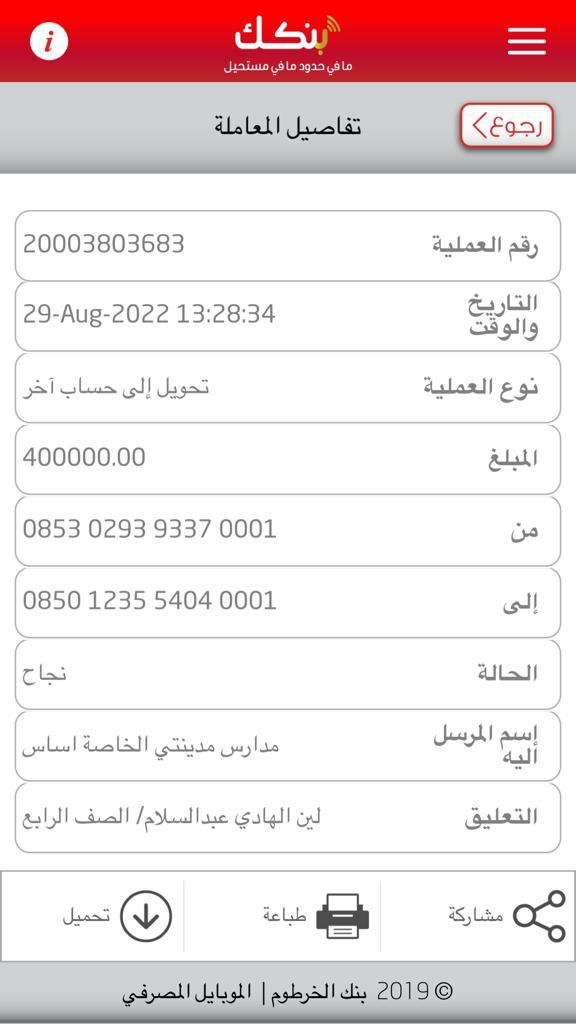 بنكك
ما في حدود ما في مستحيل
رجوع
تفاصيل المعاملة
رقم العملية 20003803683
التاريخ
والوقت 29-Aug-2022 13:28:34
نوع العملية تحويل إلى حساب آخر
المبلغ 400000.00
من 0853 0293 9337 0001
إلى 0850 1235 5404 0001
الحالة نجاح
إسم المرسل
اليه مدارس مدينتي الخاصة اساس
التعليق لين الهادي عبدالسلام/ الصف الرابع
مشاركة
طباعة
تحميل
© 2019 بنك الخرطوم | الموبايل المصرفي